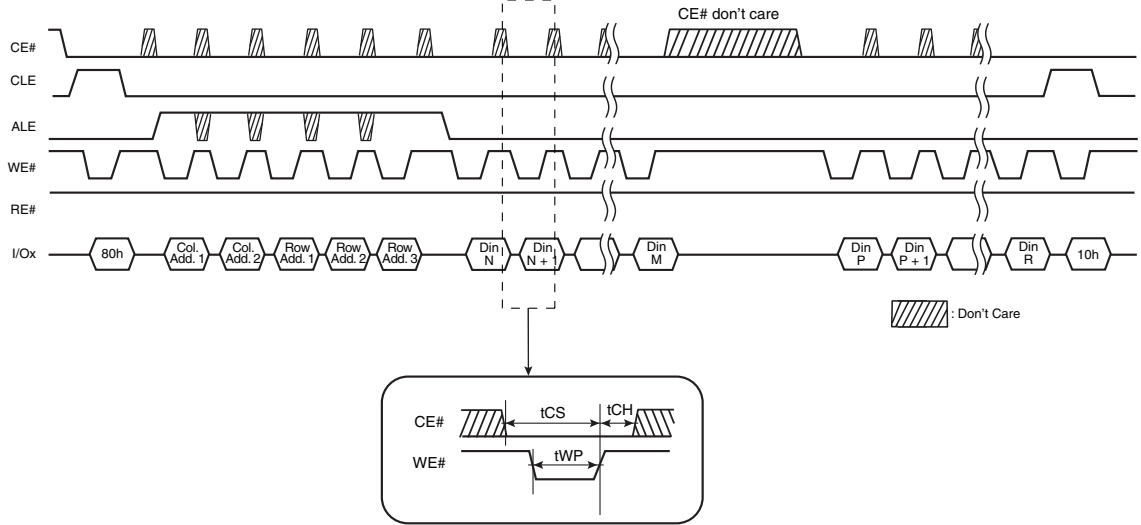 CE# don't care
CE#
CLE
ALE
WE#
RE#
I/Ox
80h
Col. Add. 1
Col. Add. 2
Row Add. 1
Row Add. 2
Row Add. 3
Din N
Din N + 1
Din M
Din P
Din P + 1
Din R
10h
: Don't Care
CE#
tCS
tCH
WE#
tWP